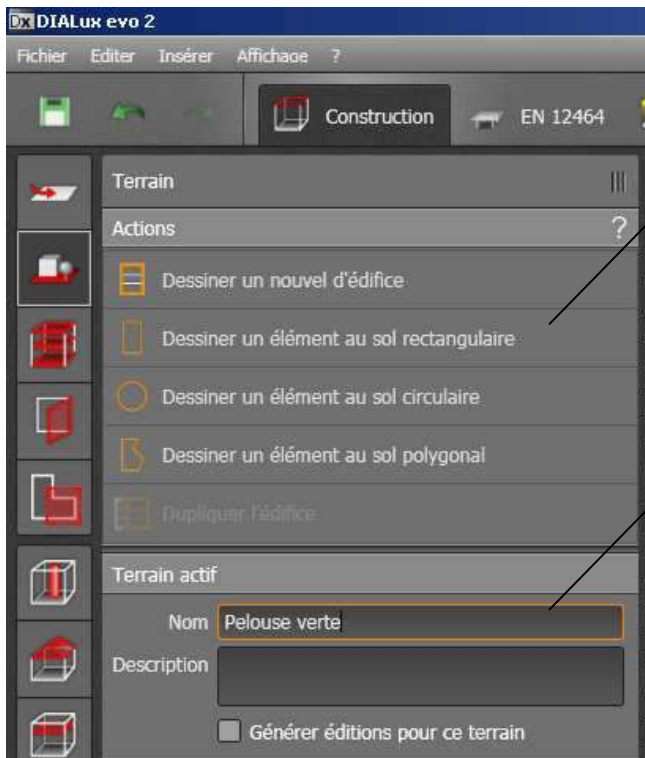 Dx DIALux evo 2
Fichier Editer Insérer Affichage ?
Construction EN 12464
Terrain
Actions ?
Dessiner un nouvel d'édifice
Dessiner un élément au sol rectangulaire
Dessiner un élément au sol circulaire
Dessiner un élément au sol polygonal
Dupliquer l'édifice
Terrain actif
Nom Pelouse verte
Description
Générer éditions pour ce terrain